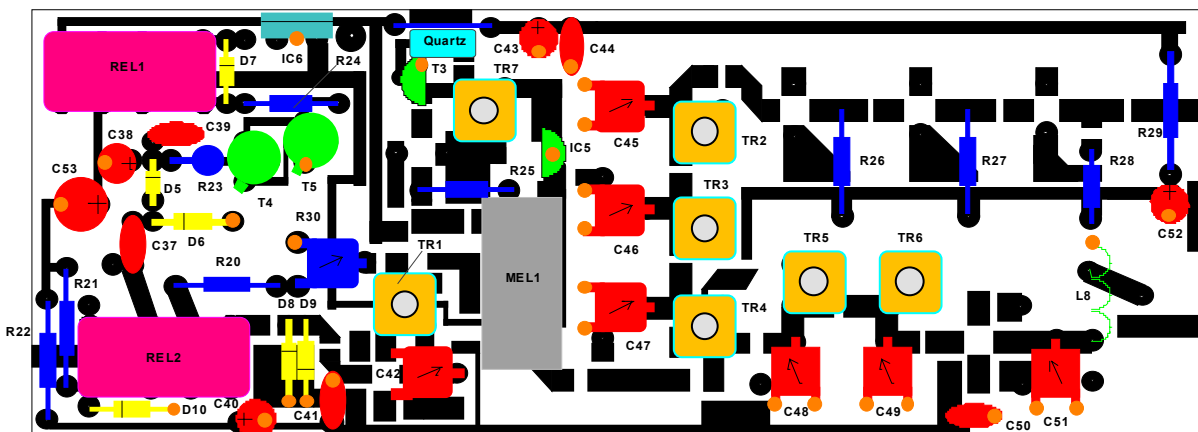 Quartz
C43
C44
D7
IC6
R24
T3
TR7
REL1
C38
C39
C45
TR2
R29
C53
D5
R23
T4
T5
R25
IC5
R26
R27
R28
TR3
D6
C37
R30
TR1
C46
TR5
TR6
C52
R20
R21
D8
D9
MEL1
TR4
L8
R22
REL2
C42
C47
D10
C40
C41
C48
C49
C50
C51